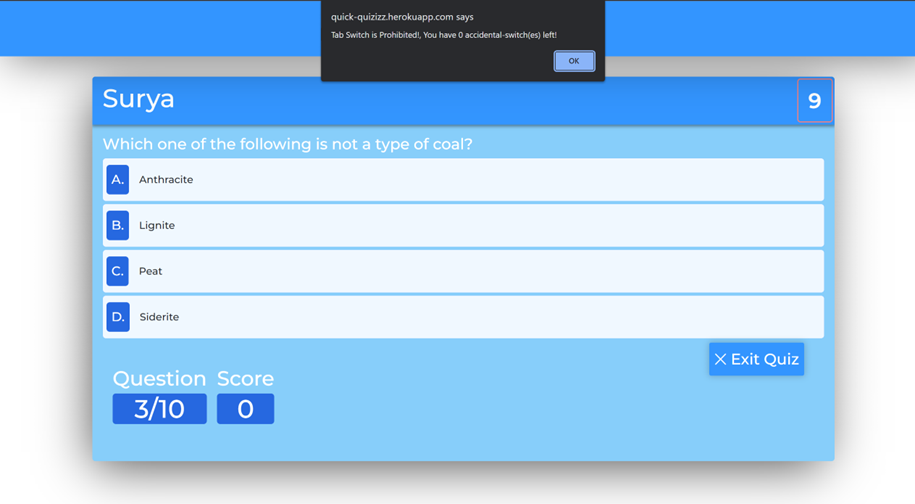 quick-quizizz.herokuapp.com says
Tab Switch is Prohibited!, You have 0 accidental-switch(es) left!
OK
Surya
9
Which one of the following is not a type of coal?
A. Anthracite
B. Lignite
C. Peat
D. Siderite
Exit Quiz
Question Score
3/10 0